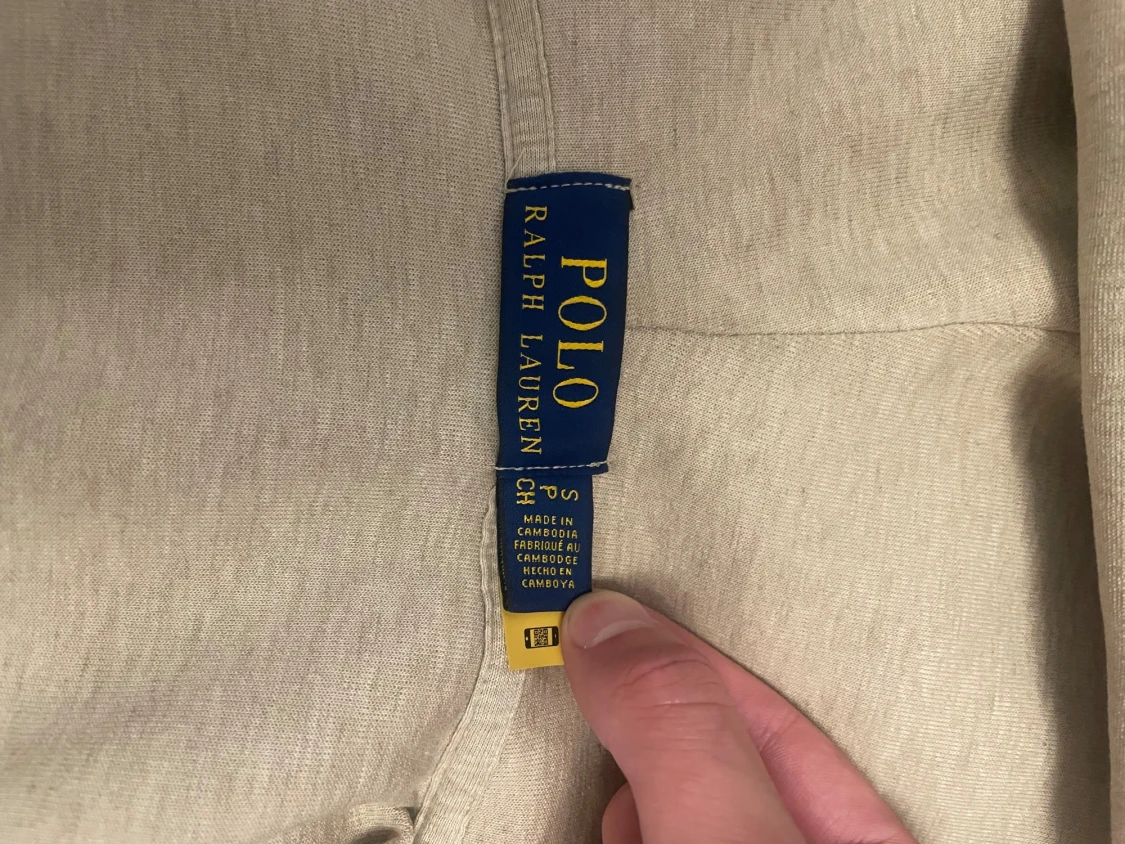 POLO
RALPH LAUREN
S
P
CH
MADE IN
CAMBODIA
FABRIQUÉ AU
CAMBODGE
HECHO EN
CAMBOYA